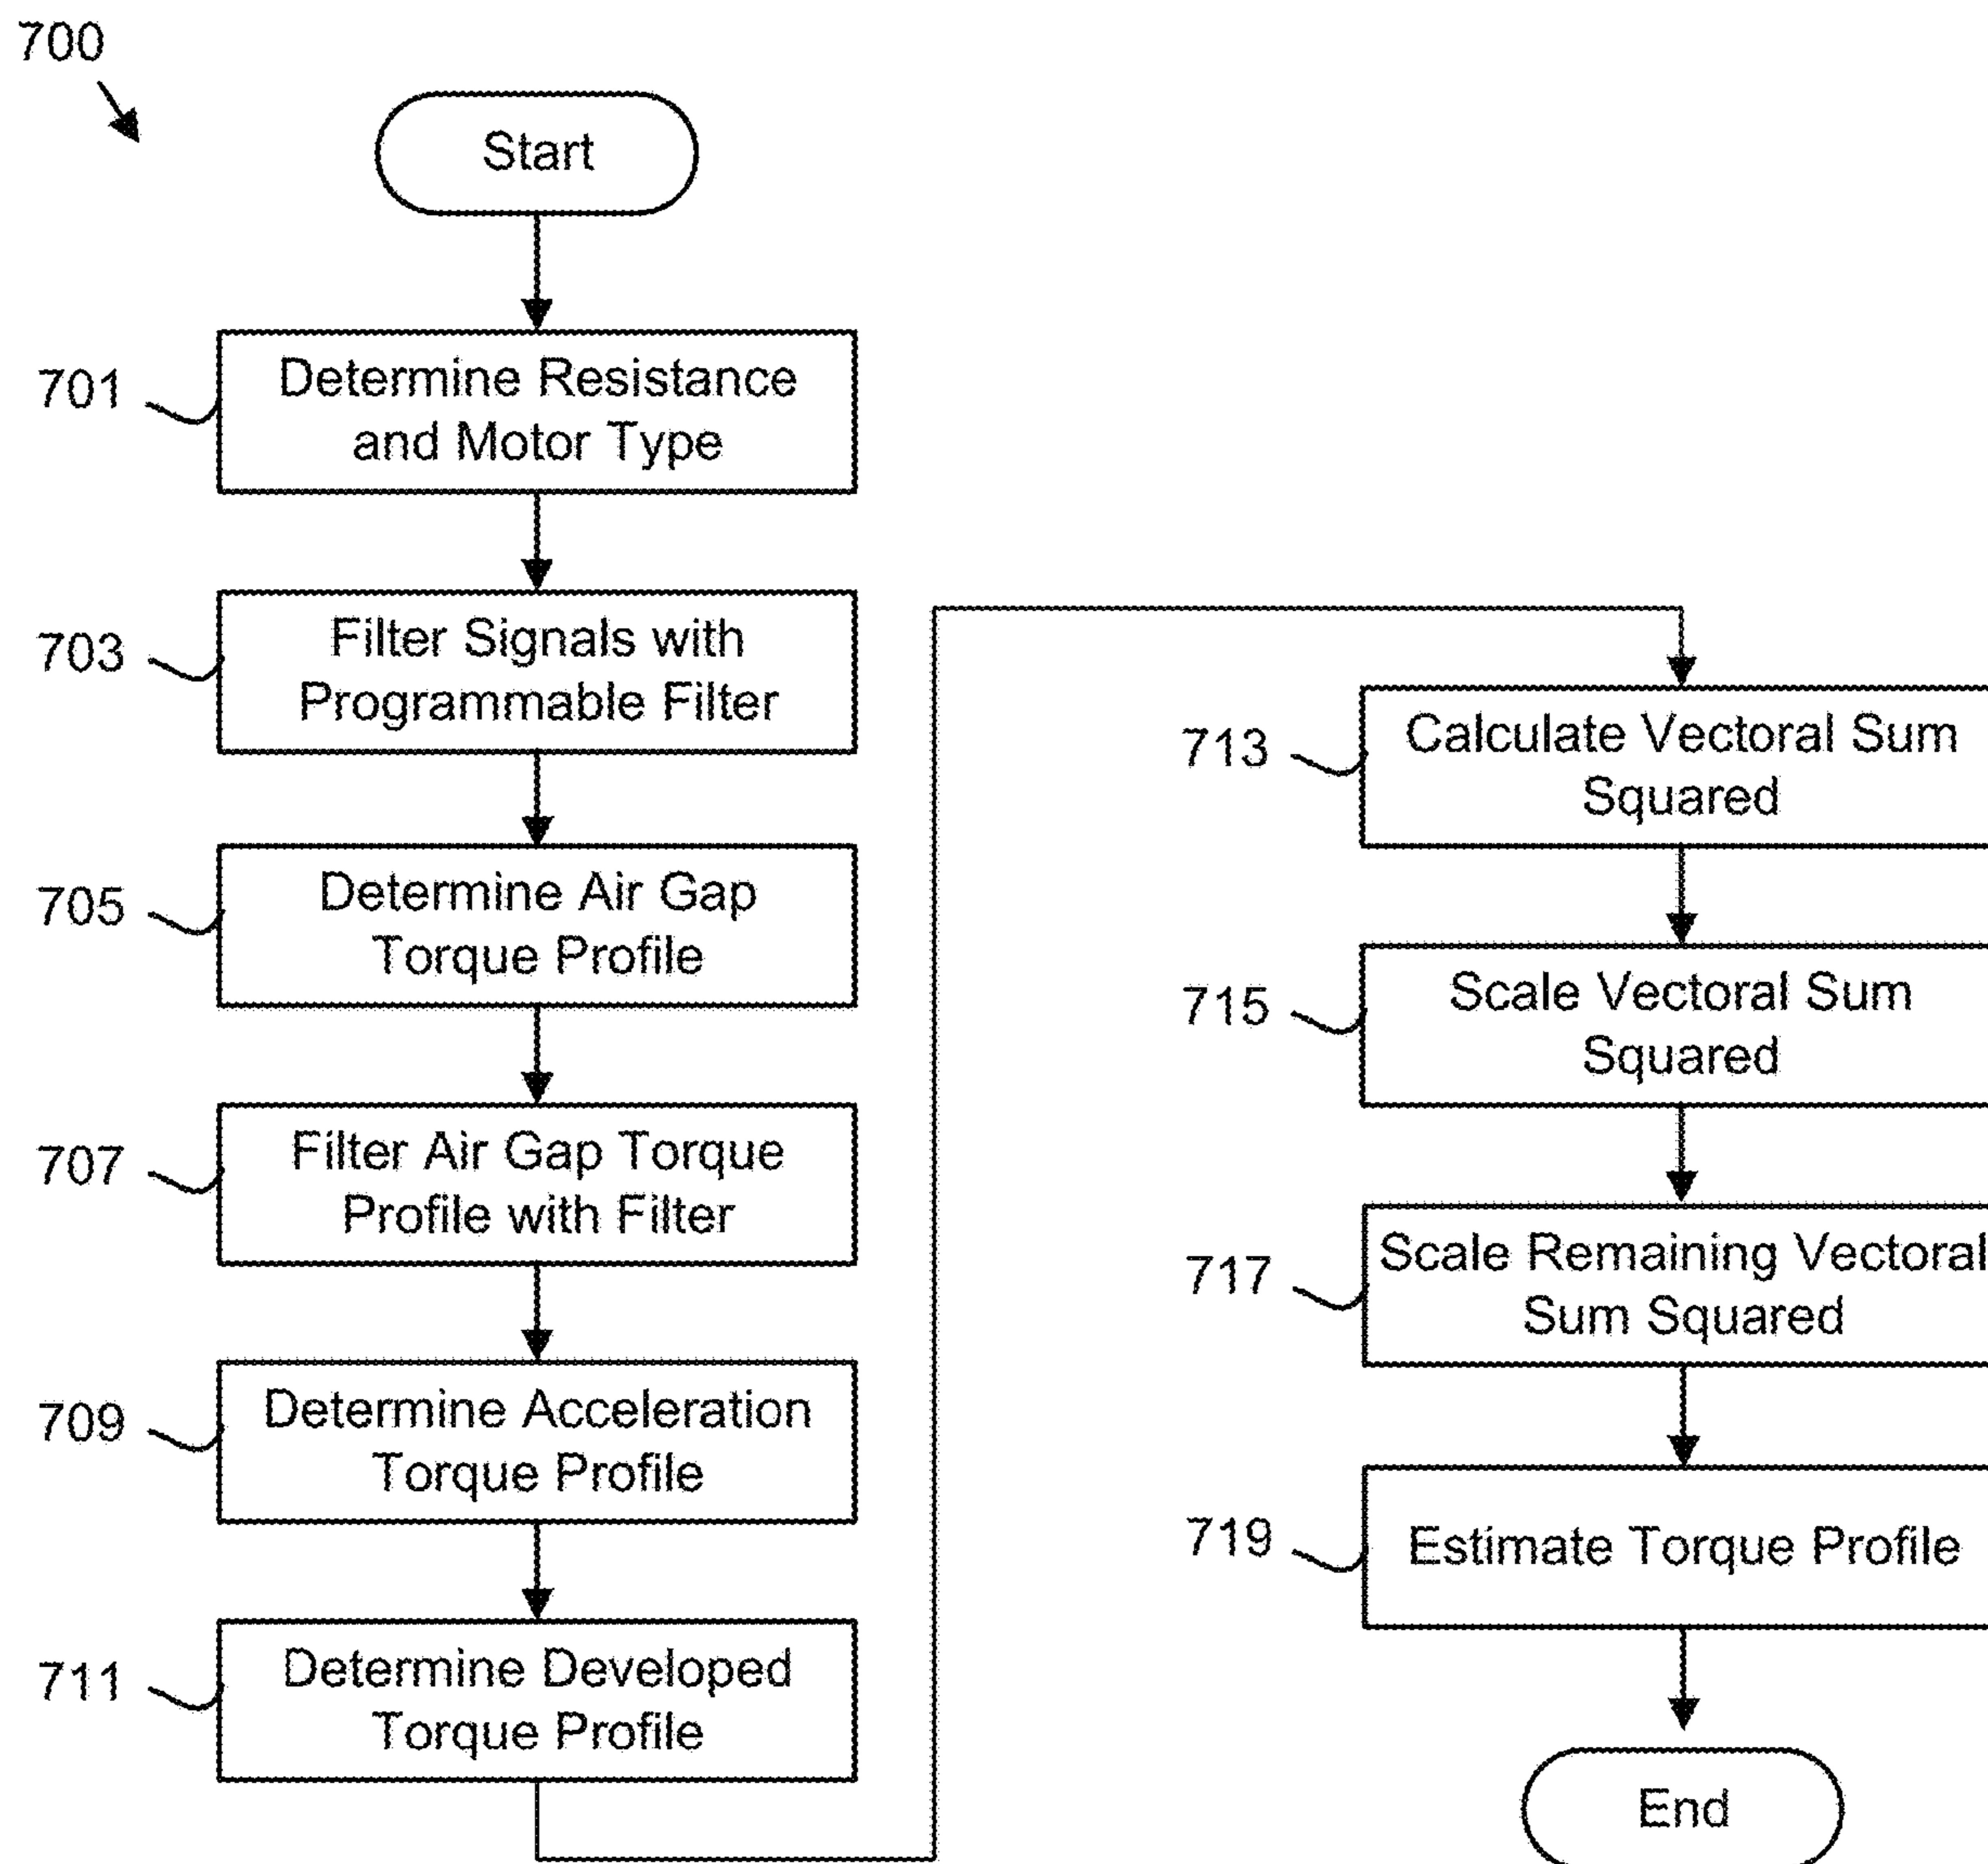 700
Start
701
Determine Resistance
and Motor Type
703
Filter Signals with
Programmable Filter
705
Determine Air Gap
Torque Profile
707
Filter Air Gap Torque
Profile with Filter
709
Determine Acceleration
Torque Profile
711
Determine Developed
Torque Profile
713
Calculate Vectoral Sum
Squared
715
Scale Vectoral Sum
Squared
717
Scale Remaining Vectoral
Sum Squared
719
Estimate Torque Profile
End